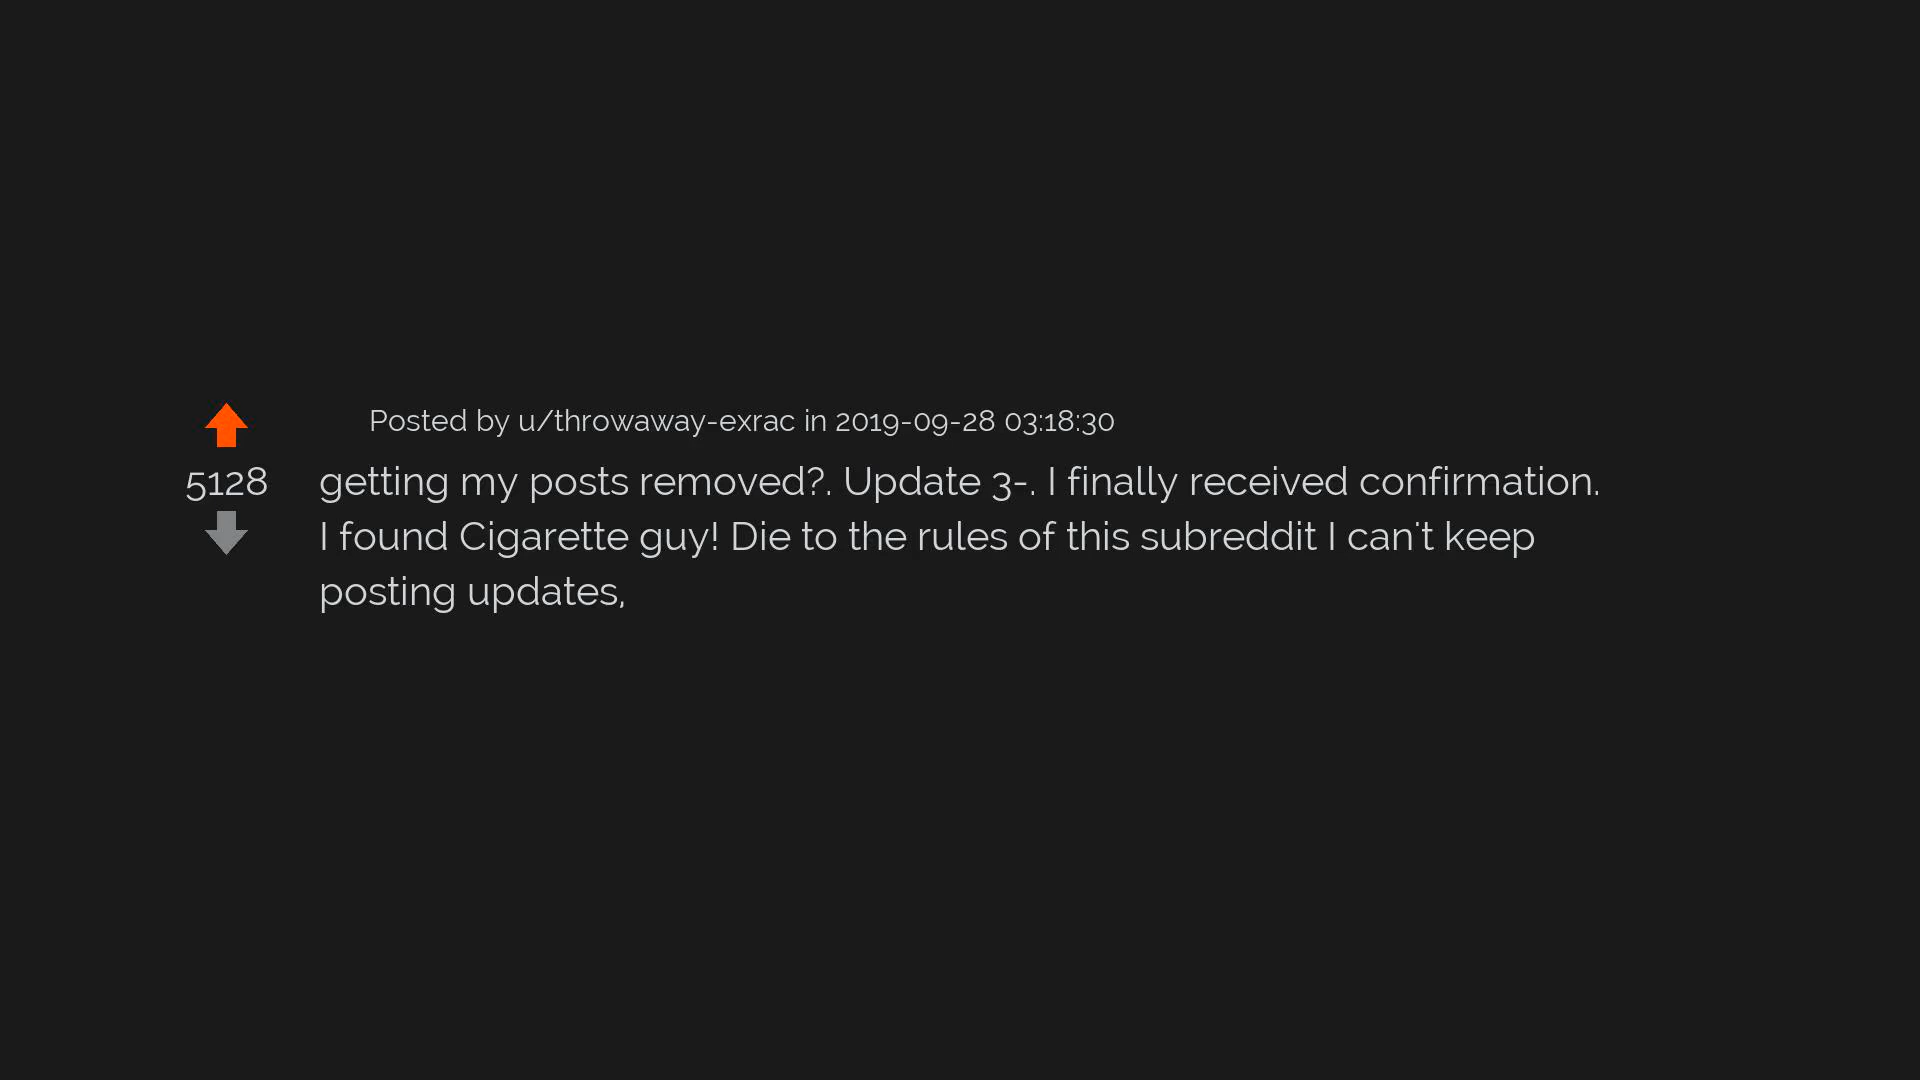 Posted by u/throwaway-exrac in 2019-09-28 03:18:30
5128
getting my posts removed?. Update 3-. I finally received confirmation.
I found Cigarette guy! Die to the rules of this subreddit I can't keep
posting updates,